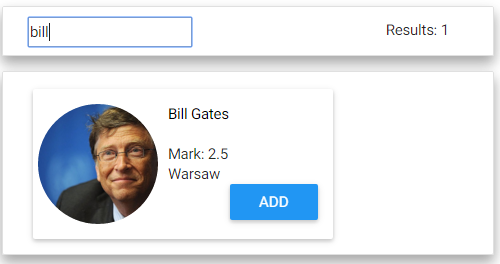 bill
Results: 1
Bill Gates
Mark: 2.5
Warsaw
ADD